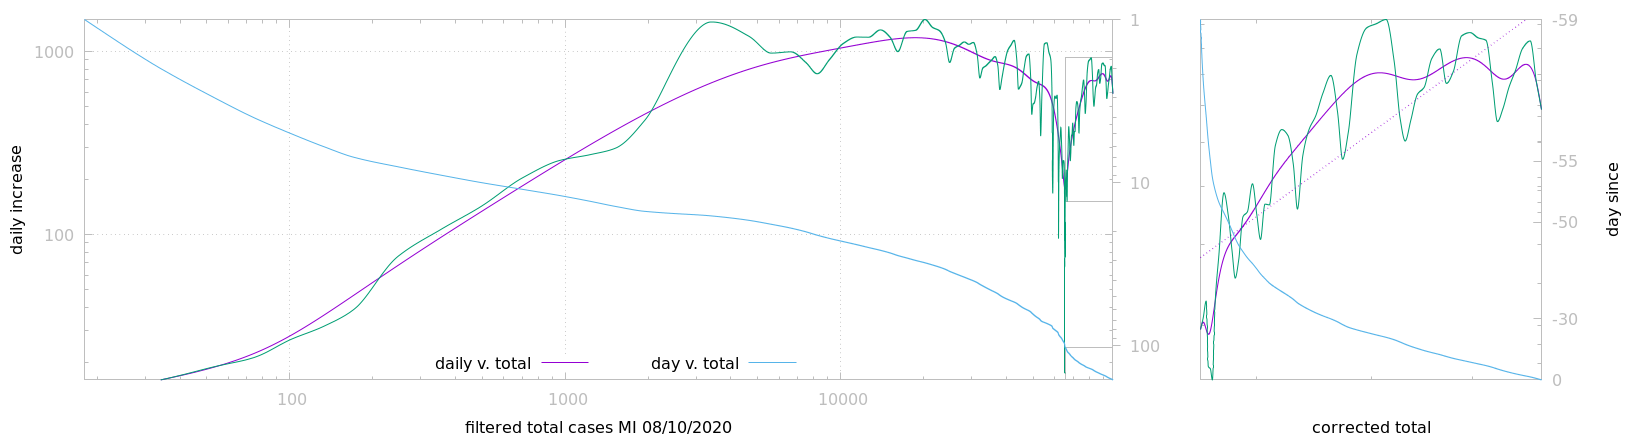 daily increase
1000
100
100
1000
10000
1
10
100
daily v. total
day v. total
filtered total cases MI 08/10/2020
-59
-55
-50
-30
0
day since
corrected total